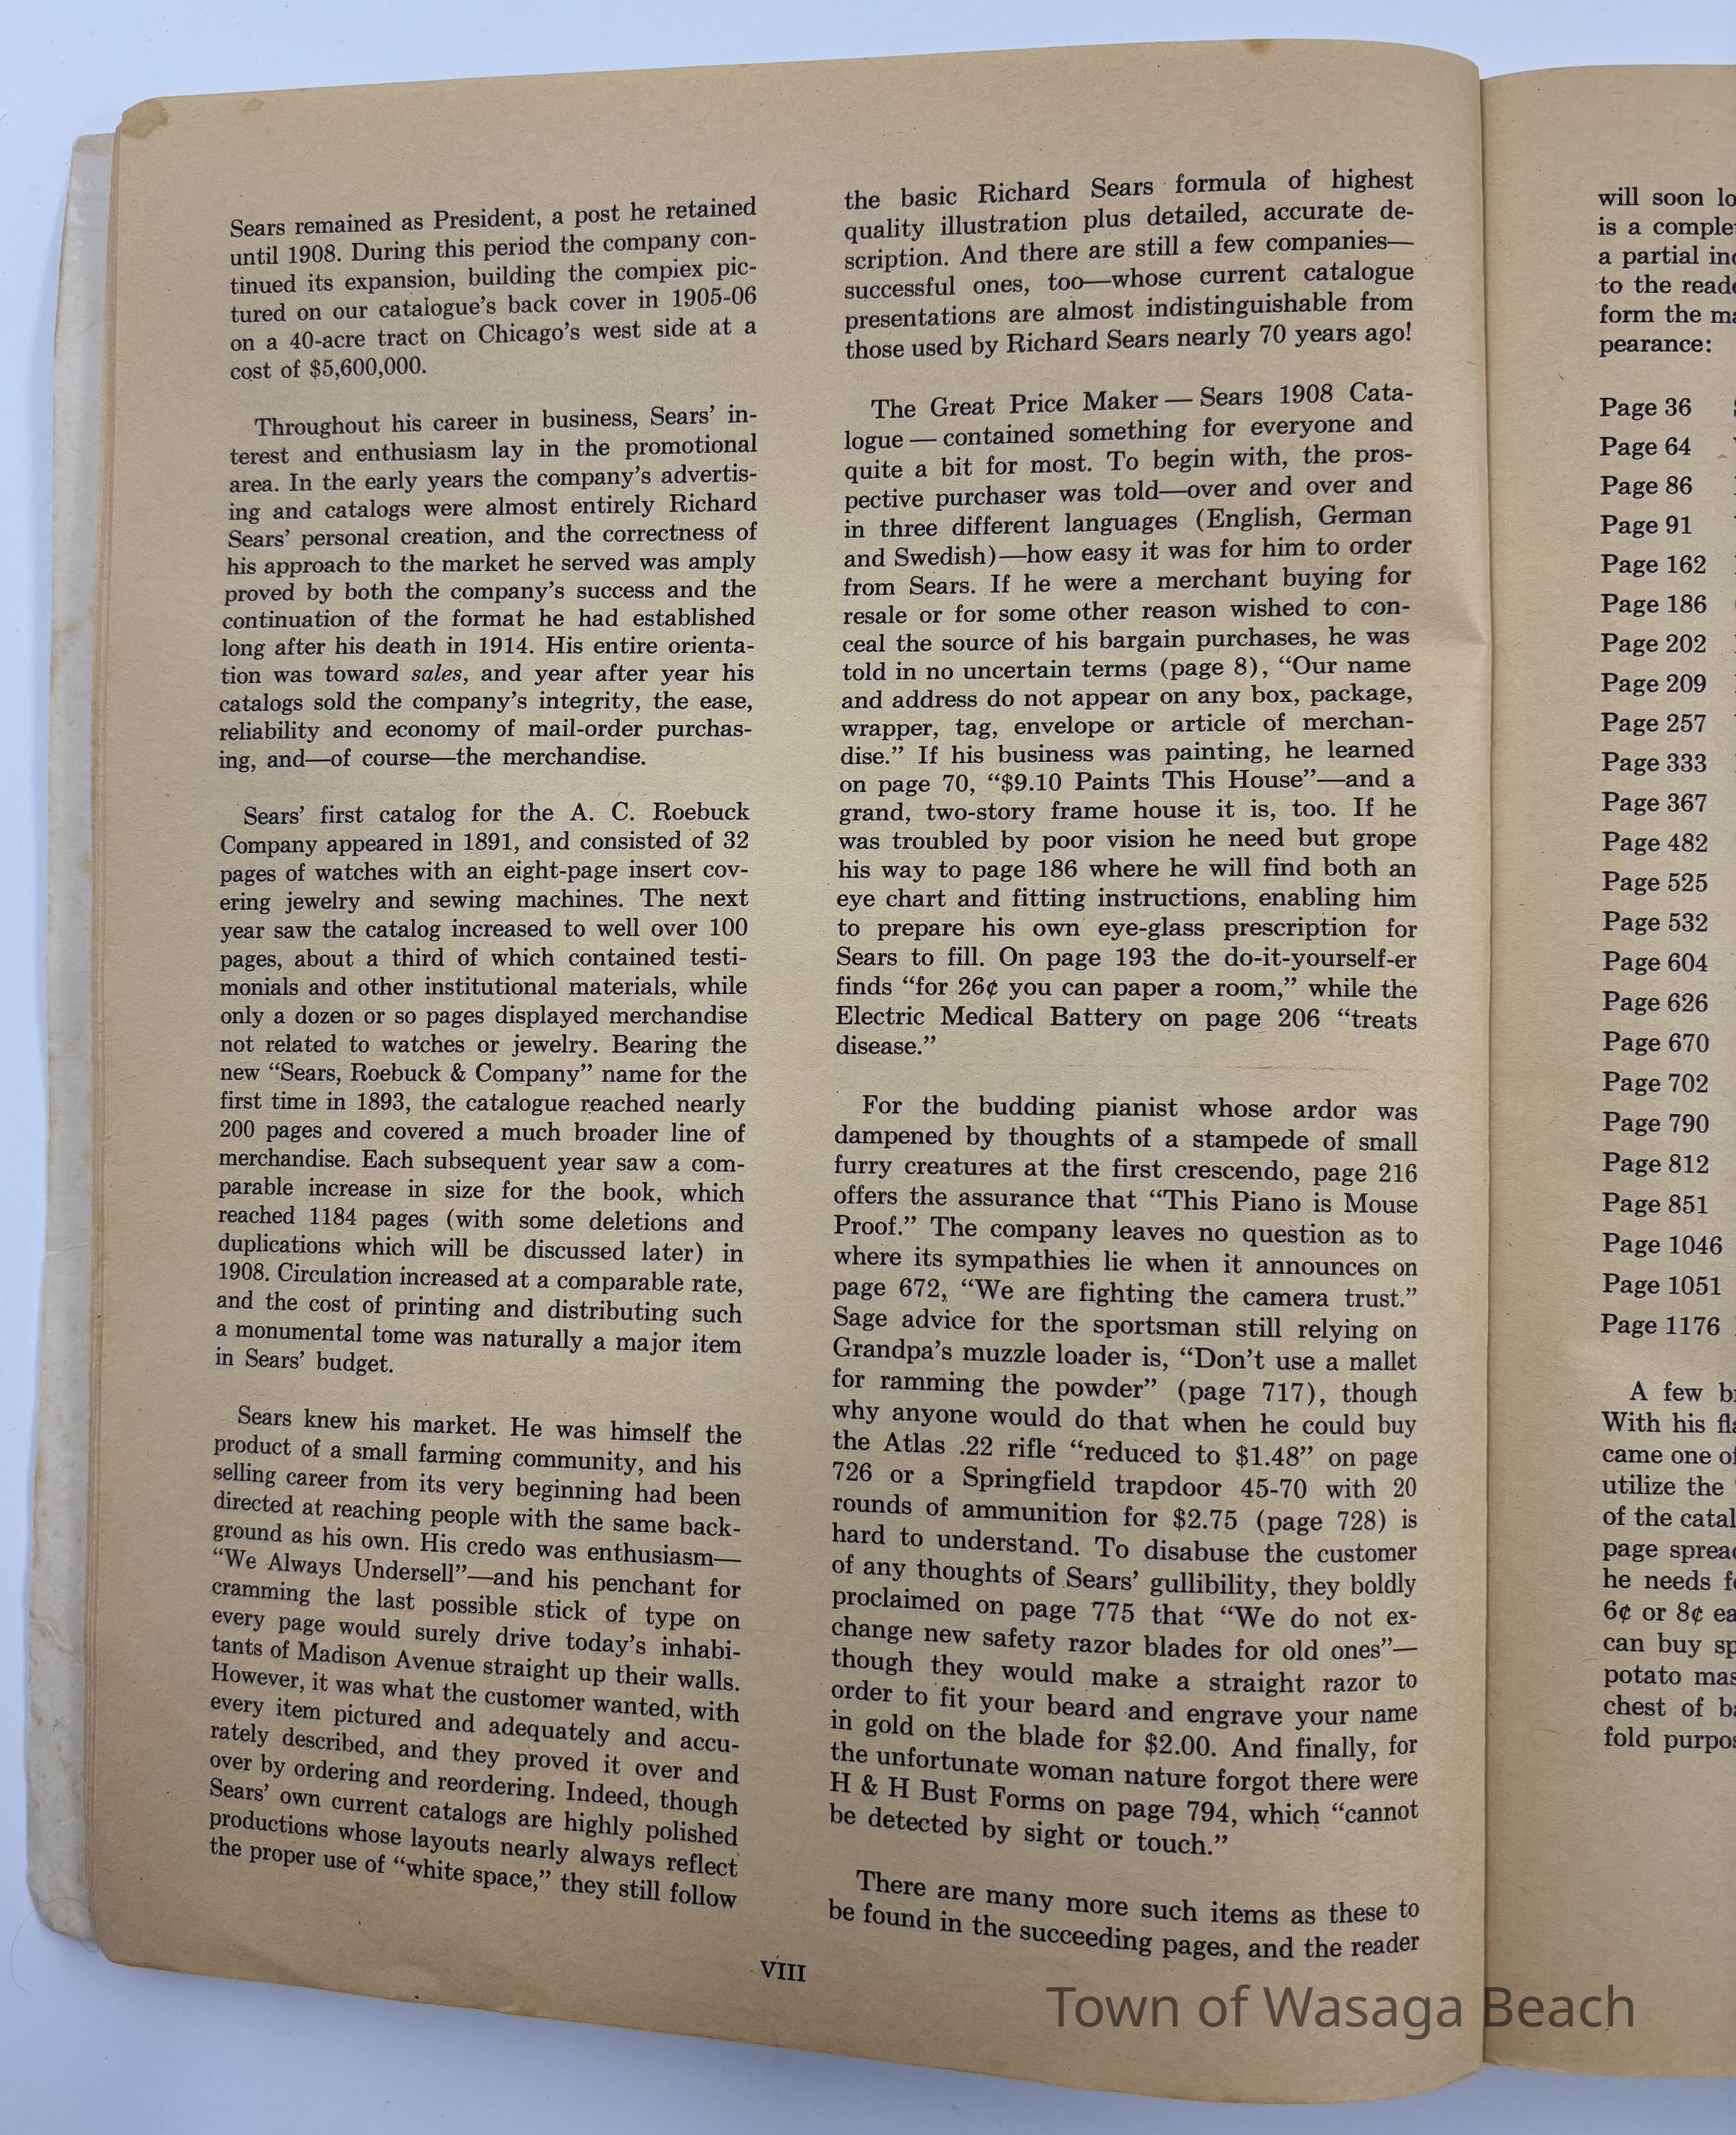 Sears remained as President, a post he retained
until 1908. During this period the company con-
tinued its expansion, building the complex pic-
tured on our catalogue's back cover in 1905-06
on a 40-acre tract on Chicago's west side at a
cost of $5,600,000.
Throughout his career in business, Sears' in-
terest and enthusiasm lay in the promotional
area. In the early years the company's advertis-
ing and catalogs were almost entirely Richard
Sears' personal creation, and the correctness of
his approach to the market he served was amply
proved by both the company's success and the
continuation of the format he had established
long after his death in 1914. His entire orienta-
tion was toward sales, and year after year his
catalogs sold the company's integrity, the ease,
reliability and economy of mail-order purchas-
ing, and—of course—the merchandise.
Sears' first catalog for the A. C. Roebuck
Company appeared in 1891, and consisted of 32
pages of watches with an eight-page insert cov-
ering jewelry and sewing machines. The next
year saw the catalog increased to well over 100
pages, about a third of which contained testi-
monials and other institutional materials, while
only a dozen or so pages displayed merchandise
not related to watches or jewelry. Bearing the
new “Sears, Roebuck & Company” name for the
first time in 1893, the catalogue reached nearly
200 pages and covered a much broader line of
merchandise. Each subsequent year saw a com-
parable increase in size for the book, which
reached 1184 pages (with some deletions and
duplications which will be discussed later) in
1908. Circulation increased at a comparable rate,
and the cost of printing and distributing such
a monumental tome was naturally a major item
in Sears' budget.
Sears knew his market. He was himself the
product of a small farming community, and his
selling career from its very beginning had been
directed at reaching people with the same back-
ground as his own. His credo was enthusiasm—
“We Always Undersell”—and his penchant for
cramming the last possible stick of type on
every page would surely drive today's inhabi-
tants of Madison Avenue straight up their walls.
However, it was what the customer wanted, with
every item pictured and adequately and accu-
rately described, and they proved it over and
over by ordering and reordering. Indeed, though
Sears' own current catalogs are highly polished
productions whose layouts nearly always reflect
the proper use of “white space,” they still follow
the basic Richard Sears formula of highest
quality illustration plus detailed, accurate de-
scription. And there are still a few companies—
successful ones, too—whose current catalogue
presentations are almost indistinguishable from
those used by Richard Sears nearly 70 years ago!
The Great Price Maker — Sears 1908 Cata-
logue — contained something for everyone and
quite a bit for most. To begin with, the pros-
pective purchaser was told—over and over and
in three different languages (English, German
and Swedish)—how easy it was for him to order
from Sears. If he were a merchant buying for
resale or for some other reason wished to con-
ceal the source of his bargain purchases, he was
told in no uncertain terms (page 8), “Our name
and address do not appear on any box, package,
wrapper, tag, envelope or article of merchan-
dise.” If his business was painting, he learned
on page 70, “$9.10 Paints This House”—and a
grand, two-story frame house it is, too. If he
was troubled by poor vision he need but grope
his way to page 186 where he will find both an
eye chart and fitting instructions, enabling him
to prepare his own eye-glass prescription for
Sears to fill. On page 193 the do-it-yourself-er
finds “for 26¢ you can paper a room,” while the
Electric Medical Battery on page 206 “treats
disease.”
For the budding pianist whose ardor was
dampened by thoughts of a stampede of small
furry creatures at the first crescendo, page 216
offers the assurance that “This Piano is Mouse
Proof.” The company leaves no question as to
where its sympathies lie when it announces on
page 672, “We are fighting the camera trust.”
Sage advice for the sportsman still relying on
Grandpa's muzzle loader is, “Don't use a mallet
for ramming the powder” (page 717), though
why anyone would do that when he could buy
the Atlas .22 rifle “reduced to $1.48” on page
726 or a Springfield trapdoor 45-70 with 20
rounds of ammunition for $2.75 (page 728) is
hard to understand. To disabuse the customer
of any thoughts of Sears' gullibility, they boldly
proclaimed on page 775 that “We do not ex-
change new safety razor blades for old ones”—
though they would make a straight razor to
order to fit your beard and engrave your name
in gold on the blade for $2.00. And finally, for
the unfortunate woman nature forgot there were
H & H Bust Forms on page 794, which “cannot
be detected by sight or touch.”
There are many more such items as these to
be found in the succeeding pages, and the reader
VIII
will soon
is a
a partial
to the
form the
pearance:
Page 36
Page 64
Page 86
Page 91
Page 162
Page 186
Page 202
Page 209
Page 257
Page 333
Page 367
Page 482
Page 525
Page 532
Page 604
Page 626
Page 670
Page 702
Page 790
Page 812
Page 851
Page 1046
Page 1051
Page 1176
A few
With his
came one
utilize the
of the
page
he needs
6¢ or 8¢
can buy
potato
chest of
fold
Town of Wasaga Beach